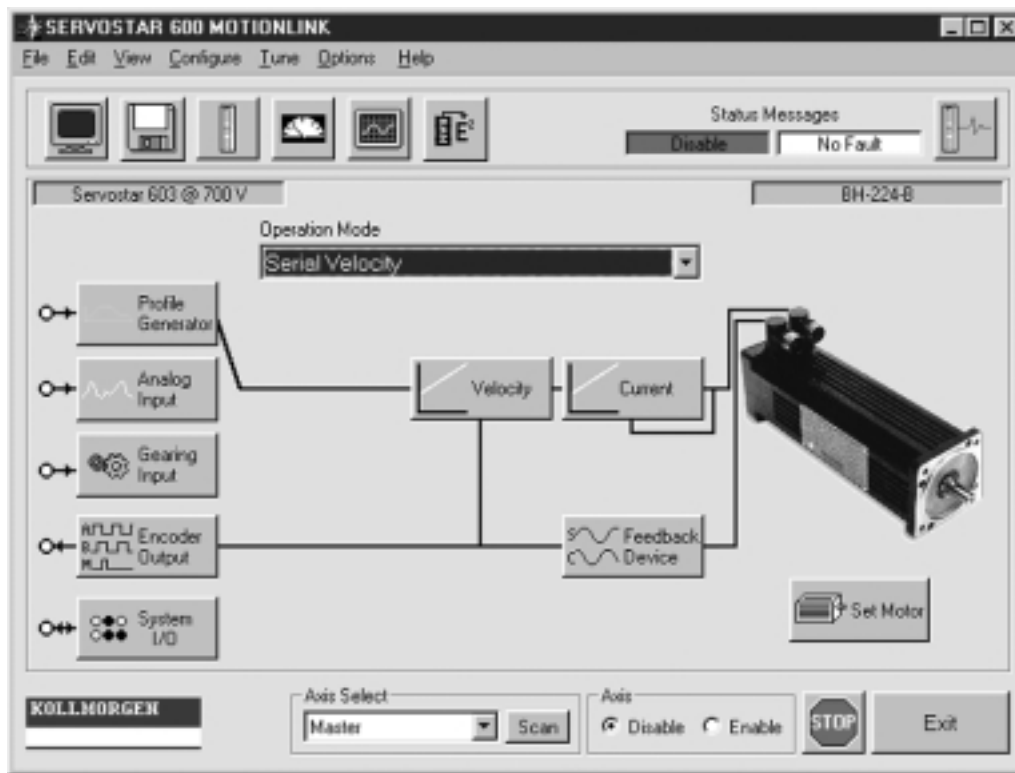 SERVOSTAR 600 MOTIONLINK
File Edit View Configure Tune Options Help
Status Messages
Disable No Fault
E²
Servostar 603 @ 700 V
BH-224-B
Operation Mode
Serial Velocity
Profile
Generator
Analog
Input
Velocity
Current
Gearing
Input
A
B
M
Encoder
Output
S
C
Feedback
Device
System
I/O
Set Motor
KOLLMORGEN
Axis Select
Master
Scan
Axis
Disable Enable
STOP
Exit